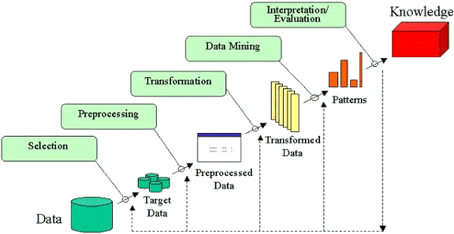 Interpretation/
Evaluation
Knowledge
Data Mining
Transformation
Patterns
Preprocessing
Transformed
Data
Selection
Preprocessed
Data
Target
Data
Data